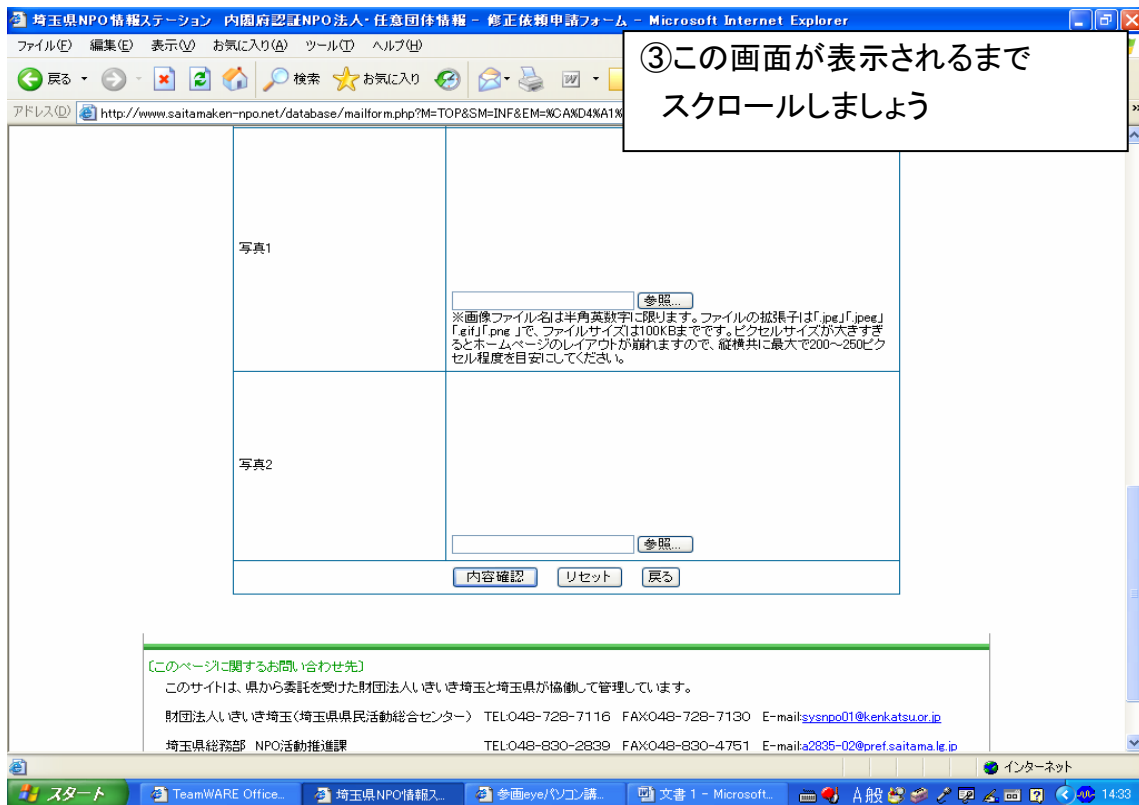 埼玉県NPO情報ステーション 内閣府認証NPO法人・任意団体情報 - 修正依頼申請フォーム - Microsoft Internet Explorer
ファイル(F) 編集(E) 表示(V) お気に入り(A) ツール(T) ヘルプ(H)
戻る 検索 お気に入り
アドレス(D) http://www.saitamaken-npo.net/database/mailform.php?M=TOP&SM=INF&EM=%CA%D4%A1%
③この画面が表示されるまで
スクロールしましょう
写真1
参照...
※画像ファイル名は半角英数字に限ります。ファイルの拡張子は「.jpg」「.jpeg」
「.gif」「.png 」で、ファイルサイズは100KBまでです。ピクセルサイズが大きすぎ
るとホームページのレイアウトが崩れますので、縦横共に最大で200～250ピク
セル程度を目安にしてください。
写真2
参照...
内容確認 リセット 戻る
〔このページに関するお問い合わせ先〕
このサイトは、県から委託を受けた財団法人いきいき埼玉と埼玉県が協働して管理しています。
財団法人いきいき埼玉(埼玉県県民活動総合センター) TEL:048-728-7116 FAX:048-728-7130 E-mail:sysnpo01@kenkatsu.or.jp
埼玉県総務部 NPO活動推進課 TEL:048-830-2839 FAX:048-830-4751 E-mail:a2835-02@pref.saitama.lg.jp
インターネット
スタート TeamWARE Office... 埼玉県NPO情報ス... 参画eye/パソコン講... 文書 1 - Microsoft... A般 14:33